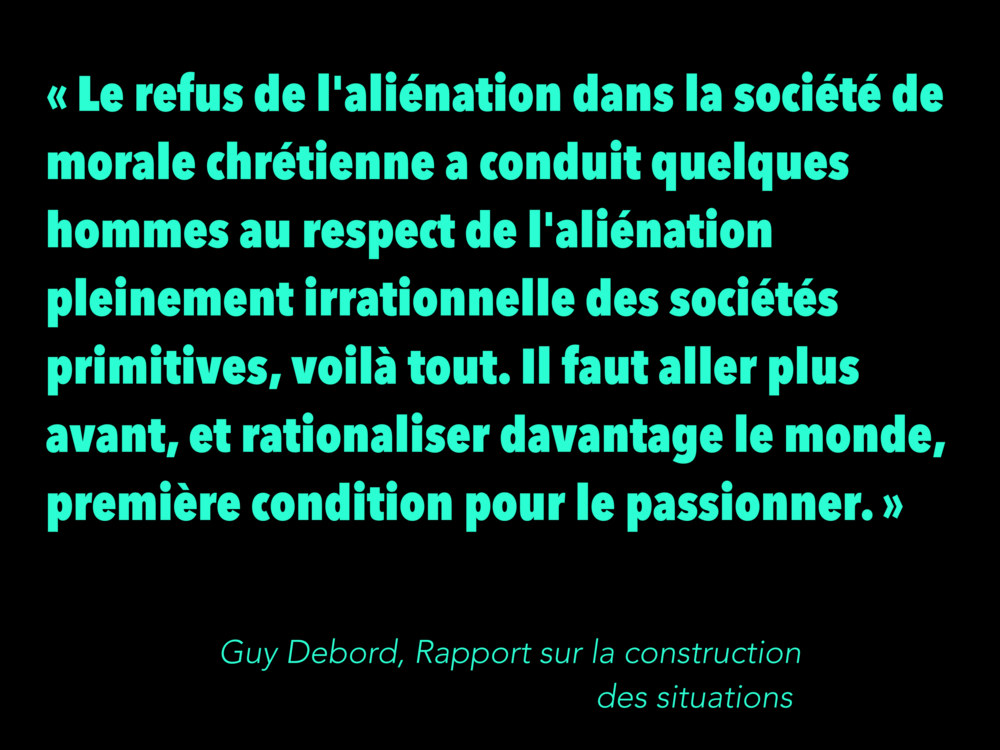 « Le refus de l'aliénation dans la société de
morale chrétienne a conduit quelques
hommes au respect de l'aliénation
pleinement irrationnelle des sociétés
primitives, voilà tout. Il faut aller plus
avant, et rationaliser davantage le monde,
première condition pour le passionner. »
Guy Debord, Rapport sur la construction
des situations